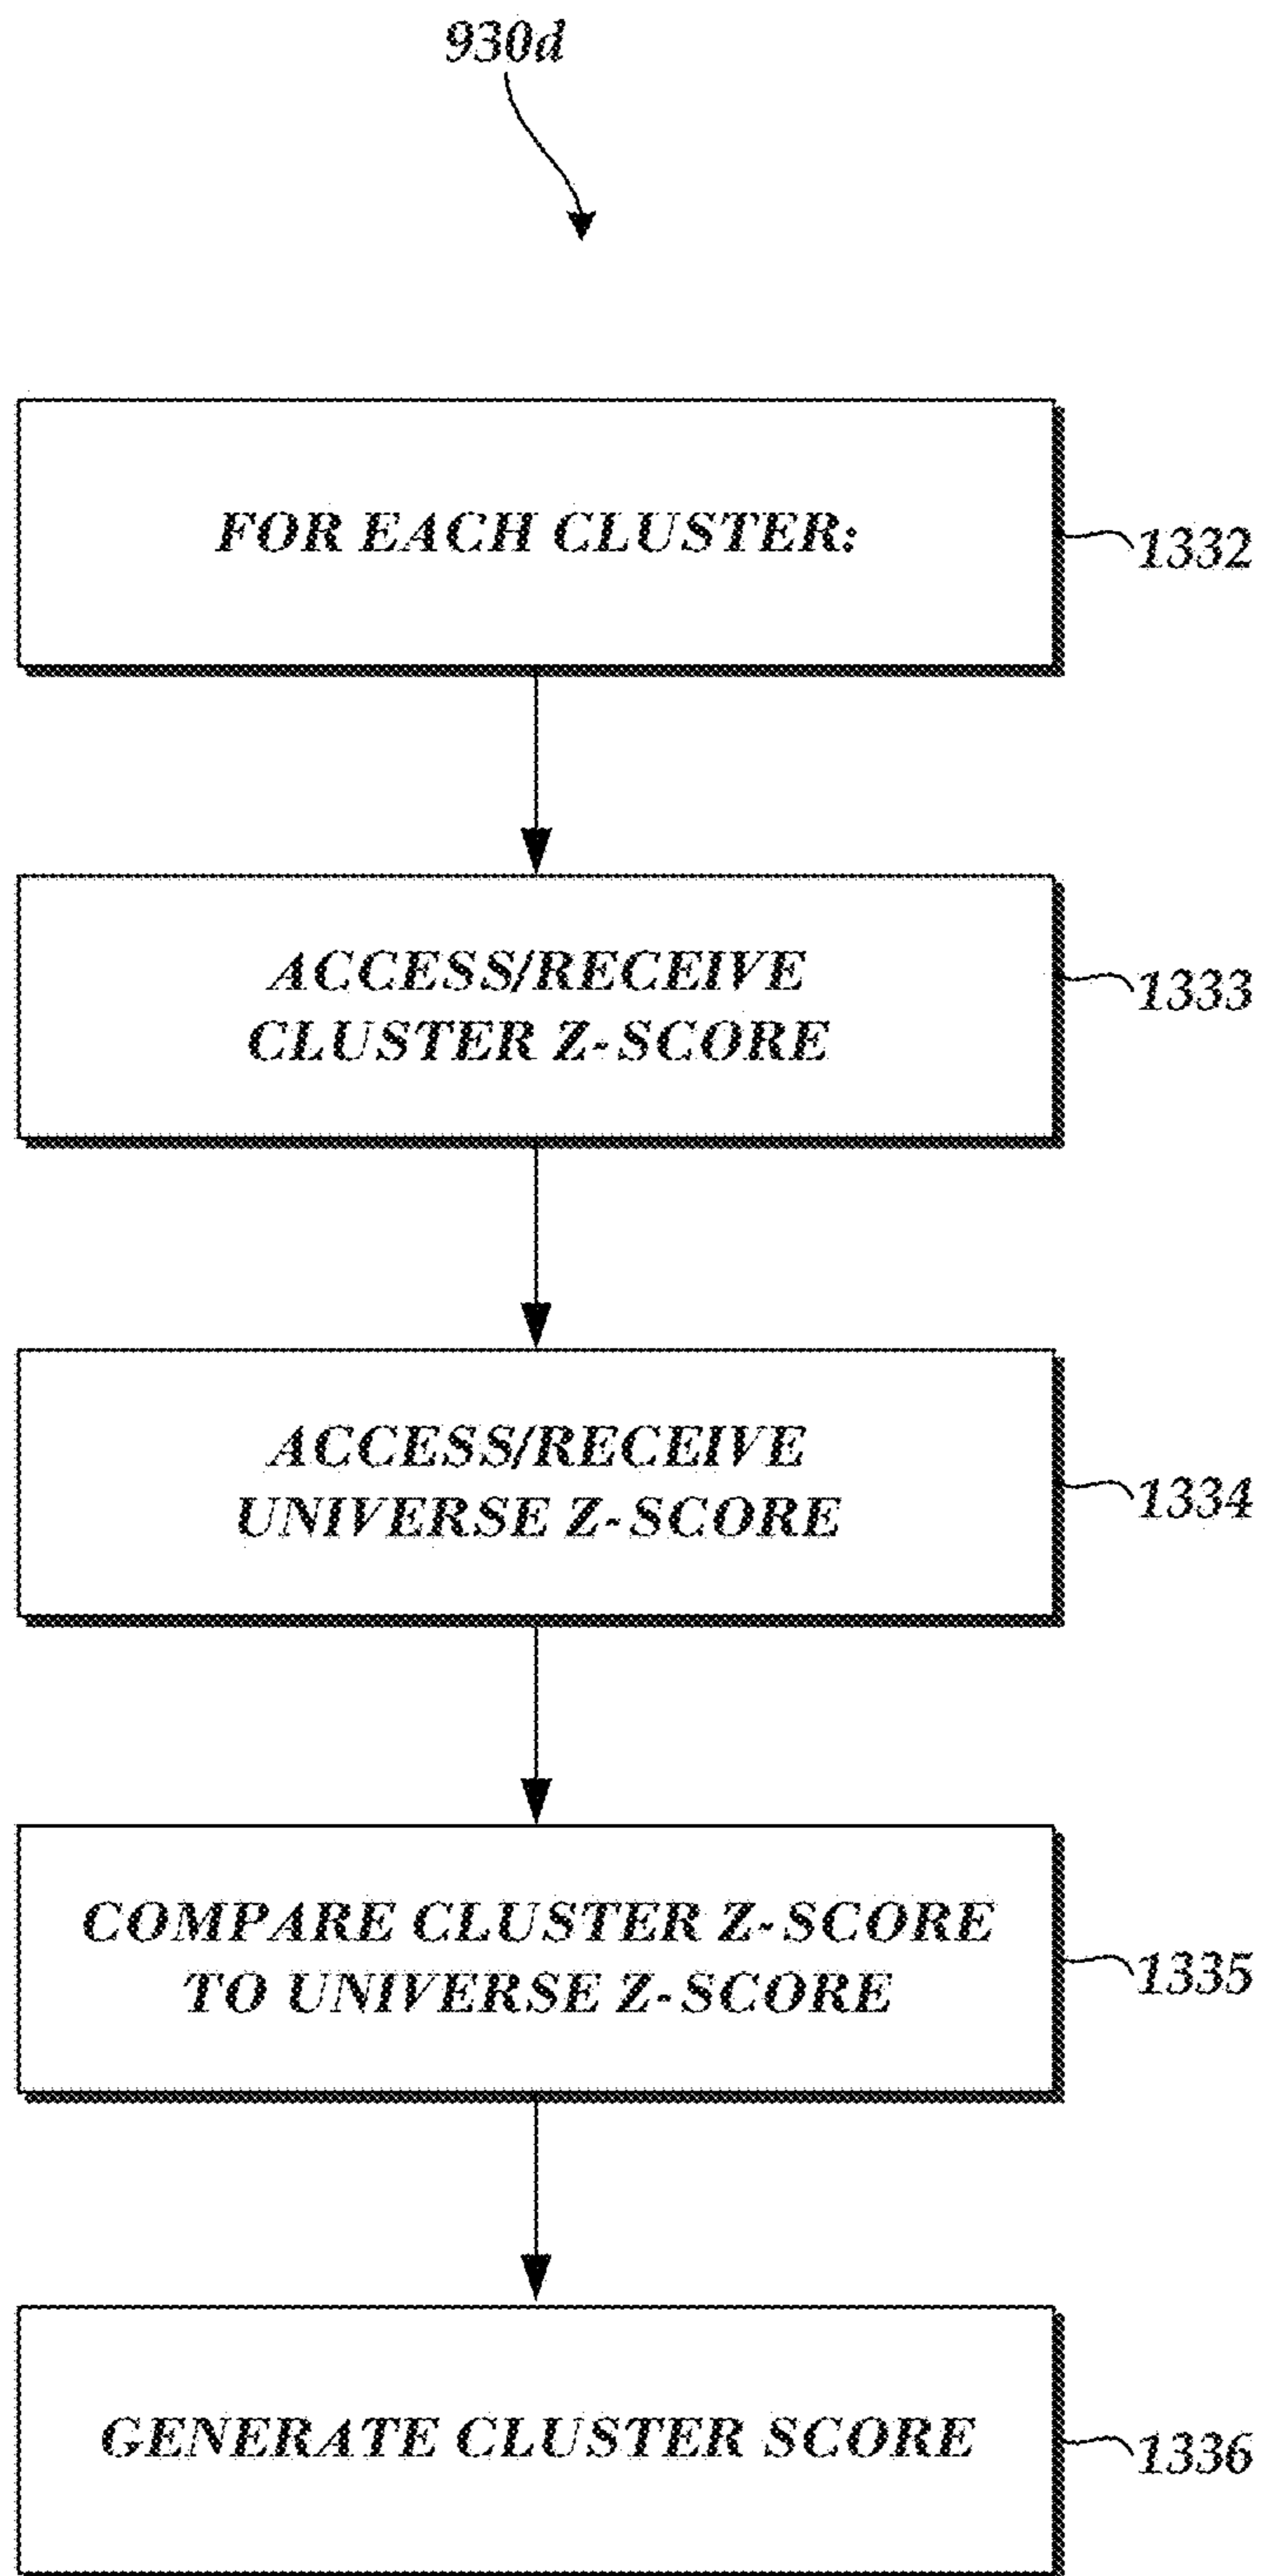 930d
FOR EACH CLUSTER:
1332
ACCESS/RECEIVE
CLUSTER Z-SCORE
1333
ACCESS/RECEIVE
UNIVERSE Z-SCORE
1334
COMPARE CLUSTER Z-SCORE
TO UNIVERSE Z-SCORE
1335
GENERATE CLUSTER SCORE
1336